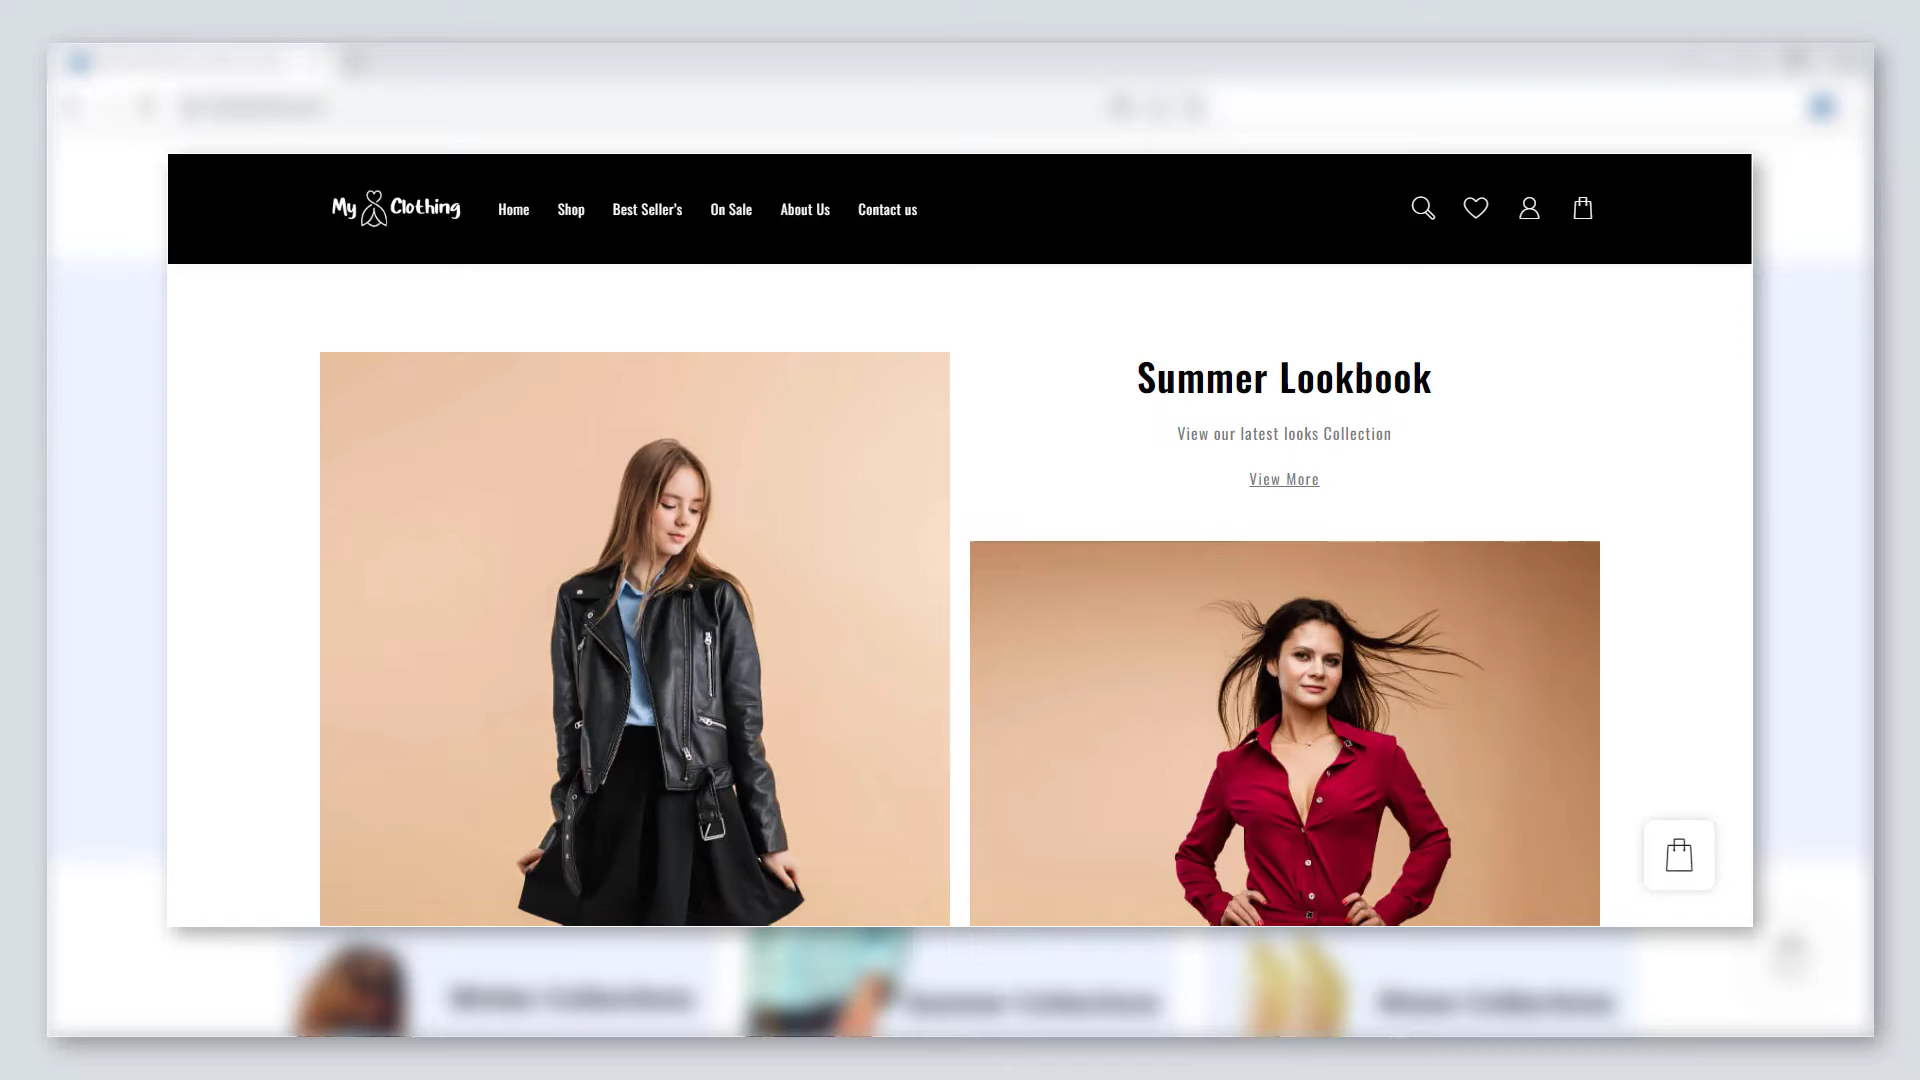 My Clothing
Home Shop Best Seller's On Sale About Us Contact us
Summer Lookbook
View our latest looks Collection
View More